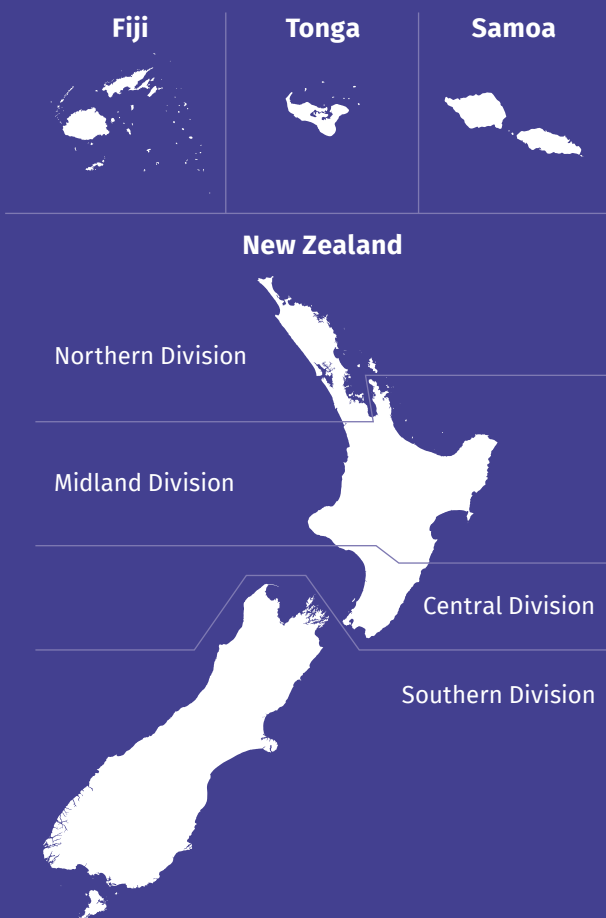 Fiji
Tonga
Samoa
New Zealand
Northern Division
Midland Division
Central Division
Southern Division